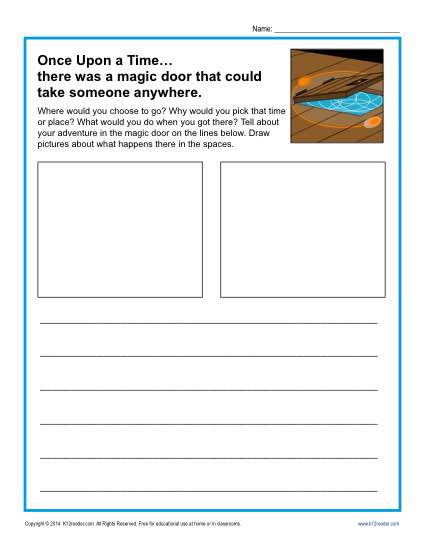 Name: ____________________________
Once Upon a Time…
there was a magic door that could
take someone anywhere.
Where would you choose to go? Why would you pick that time
or place? What would you do when you got there? Tell about
your adventure in the magic door on the lines below. Draw
pictures about what happens there in the spaces.
Copyright © 2014 K12reader.com. All Rights Reserved. Free for educational use at home or in classrooms.
www.k12reader.com